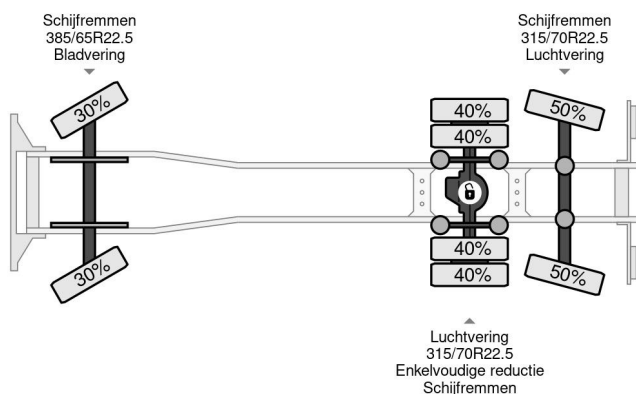 Schijfremmen
385/65R22.5
Bladvering
Schijfremmen
315/70R22.5
Luchtvering
30%
40%
40%
50%
30%
40%
40%
50%
Luchtvering
315/70R22.5
Enkelvoudige reductie
Schijfremmen